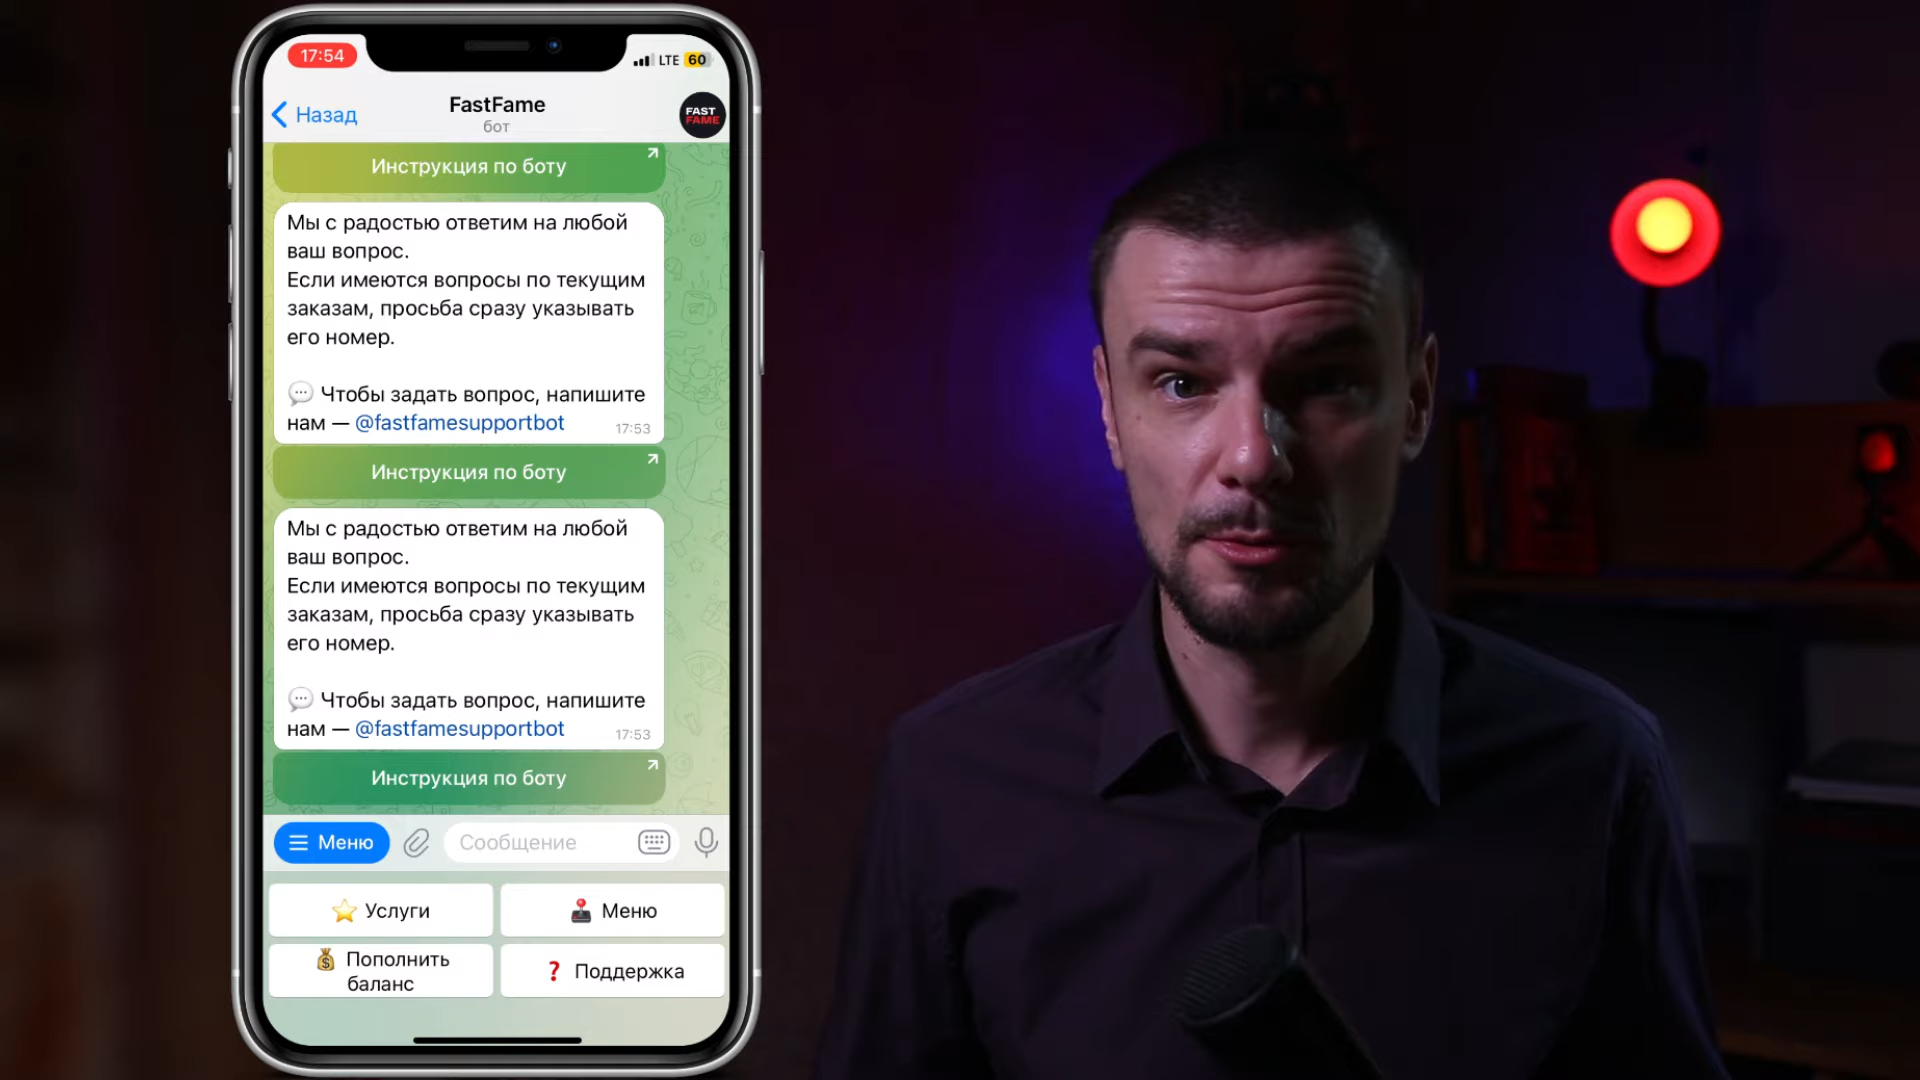 17:54
LTE 60
Назад
FastFame
бот
FAST
FAME
Инструкция по боту
Мы с радостью ответим на любой
ваш вопрос.
Если имеются вопросы по текущим
заказам, просьба сразу указывать
его номер.
Чтобы задать вопрос, напишите
нам — @fastfamesupportbot
17:53
Инструкция по боту
Мы с радостью ответим на любой
ваш вопрос.
Если имеются вопросы по текущим
заказам, просьба сразу указывать
его номер.
Чтобы задать вопрос, напишите
нам — @fastfamesupportbot
17:53
Инструкция по боту
Меню
Сообщение
Услуги
Меню
Пополнить
баланс
Поддержка